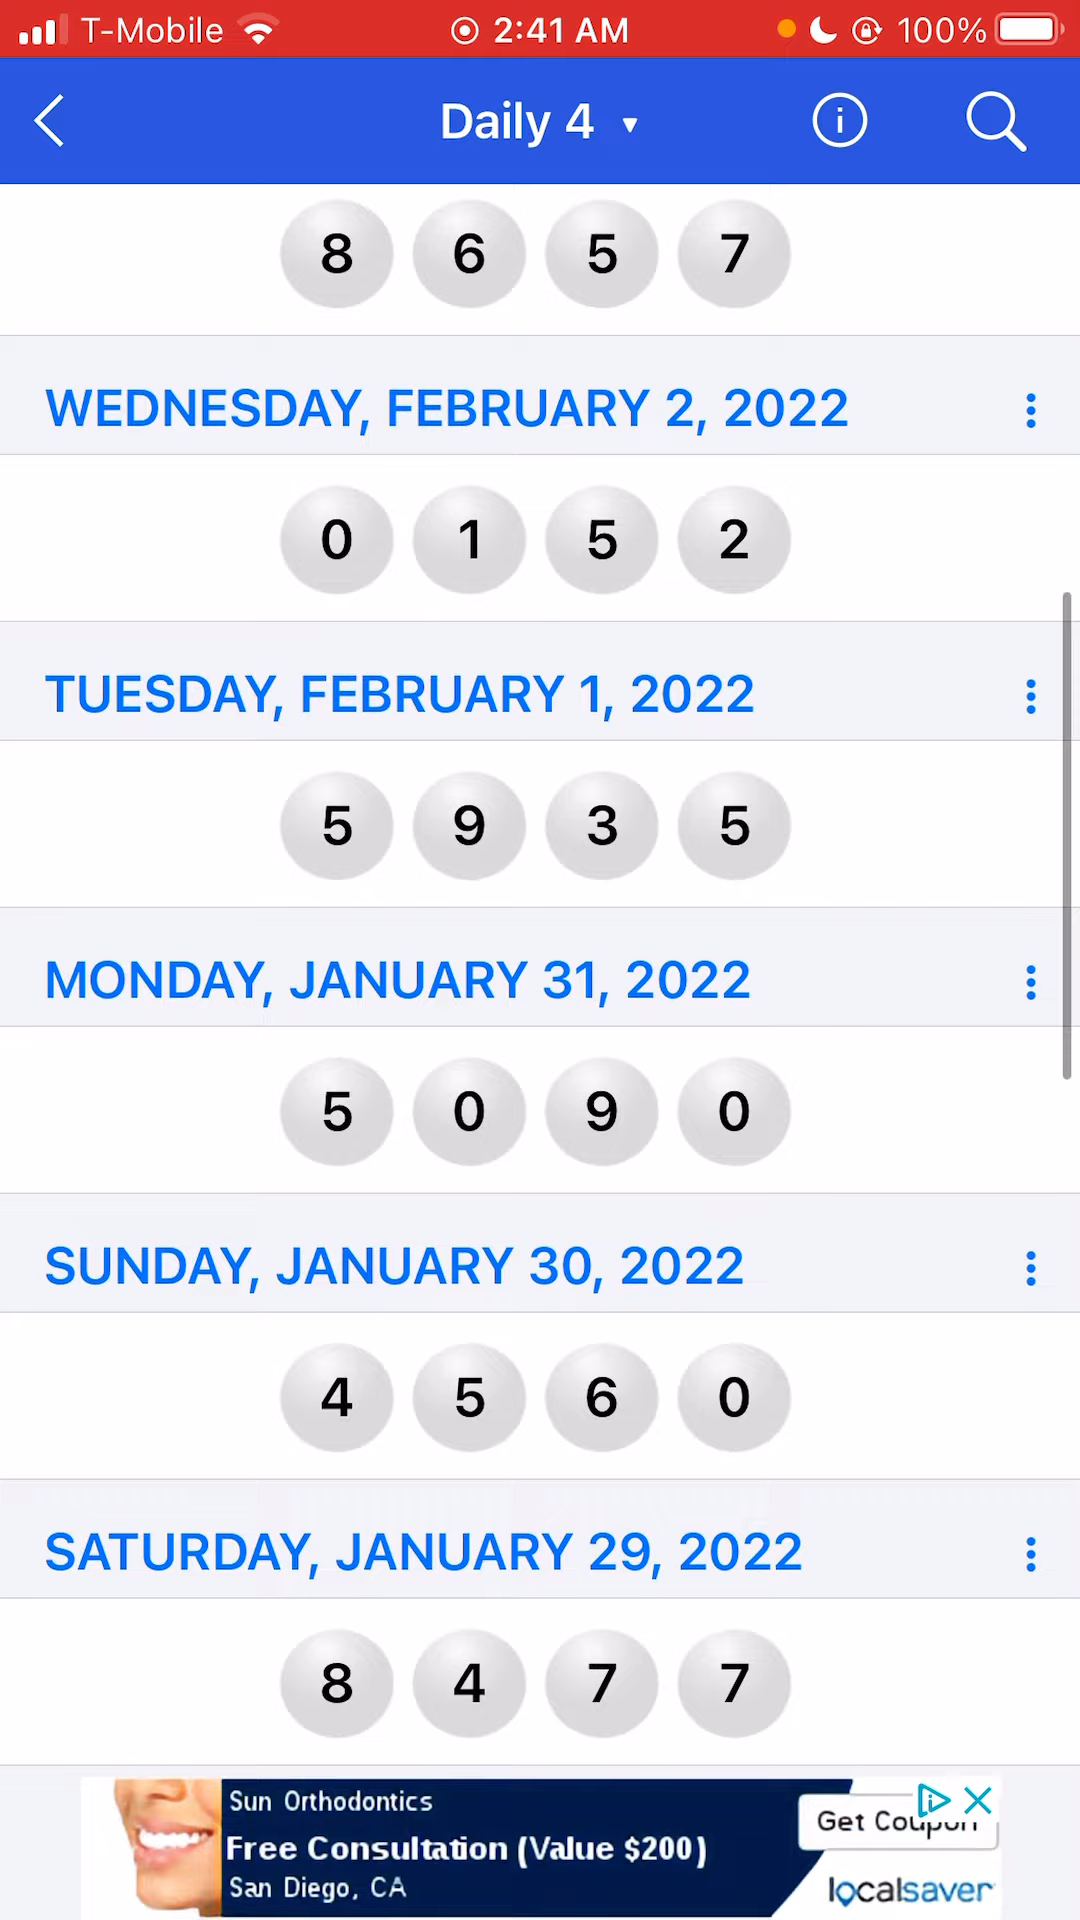 T-Mobile 2:41 AM 100%
Daily 4
8 6 5 7
WEDNESDAY, FEBRUARY 2, 2022
0 1 5 2
TUESDAY, FEBRUARY 1, 2022
5 9 3 5
MONDAY, JANUARY 31, 2022
5 0 9 0
SUNDAY, JANUARY 30, 2022
4 5 6 0
SATURDAY, JANUARY 29, 2022
8 4 7 7
Sun Orthodontics
Free Consultation (Value $200)
San Diego, CA
Get Coupon
localsaver